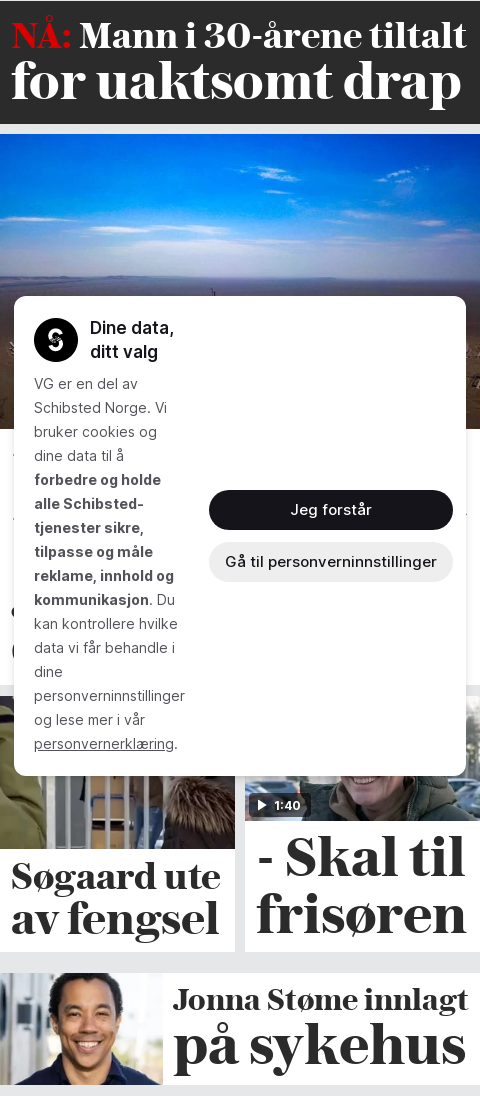 NÅ: Mann i 30-årene tiltalt
for uaktsomt drap
Dine data,
ditt valg
VG er en del av
Schibsted Norge. Vi
bruker cookies og
dine data til å
forbedre og holde
alle Schibsted-
tjenester sikre,
tilpasse og måle
reklame, innhold og
kommunikasjon. Du
kan kontrollere hvilke
data vi får behandle i
dine
personverninnstillinger
og lese mer i vår
personvernerklæring.
Jeg forstår
Gå til personverninnstillinger
1:40
Søgaard ute
av fengsel
- Skal til
frisøren
Jonna Støme innlagt
på sykehus